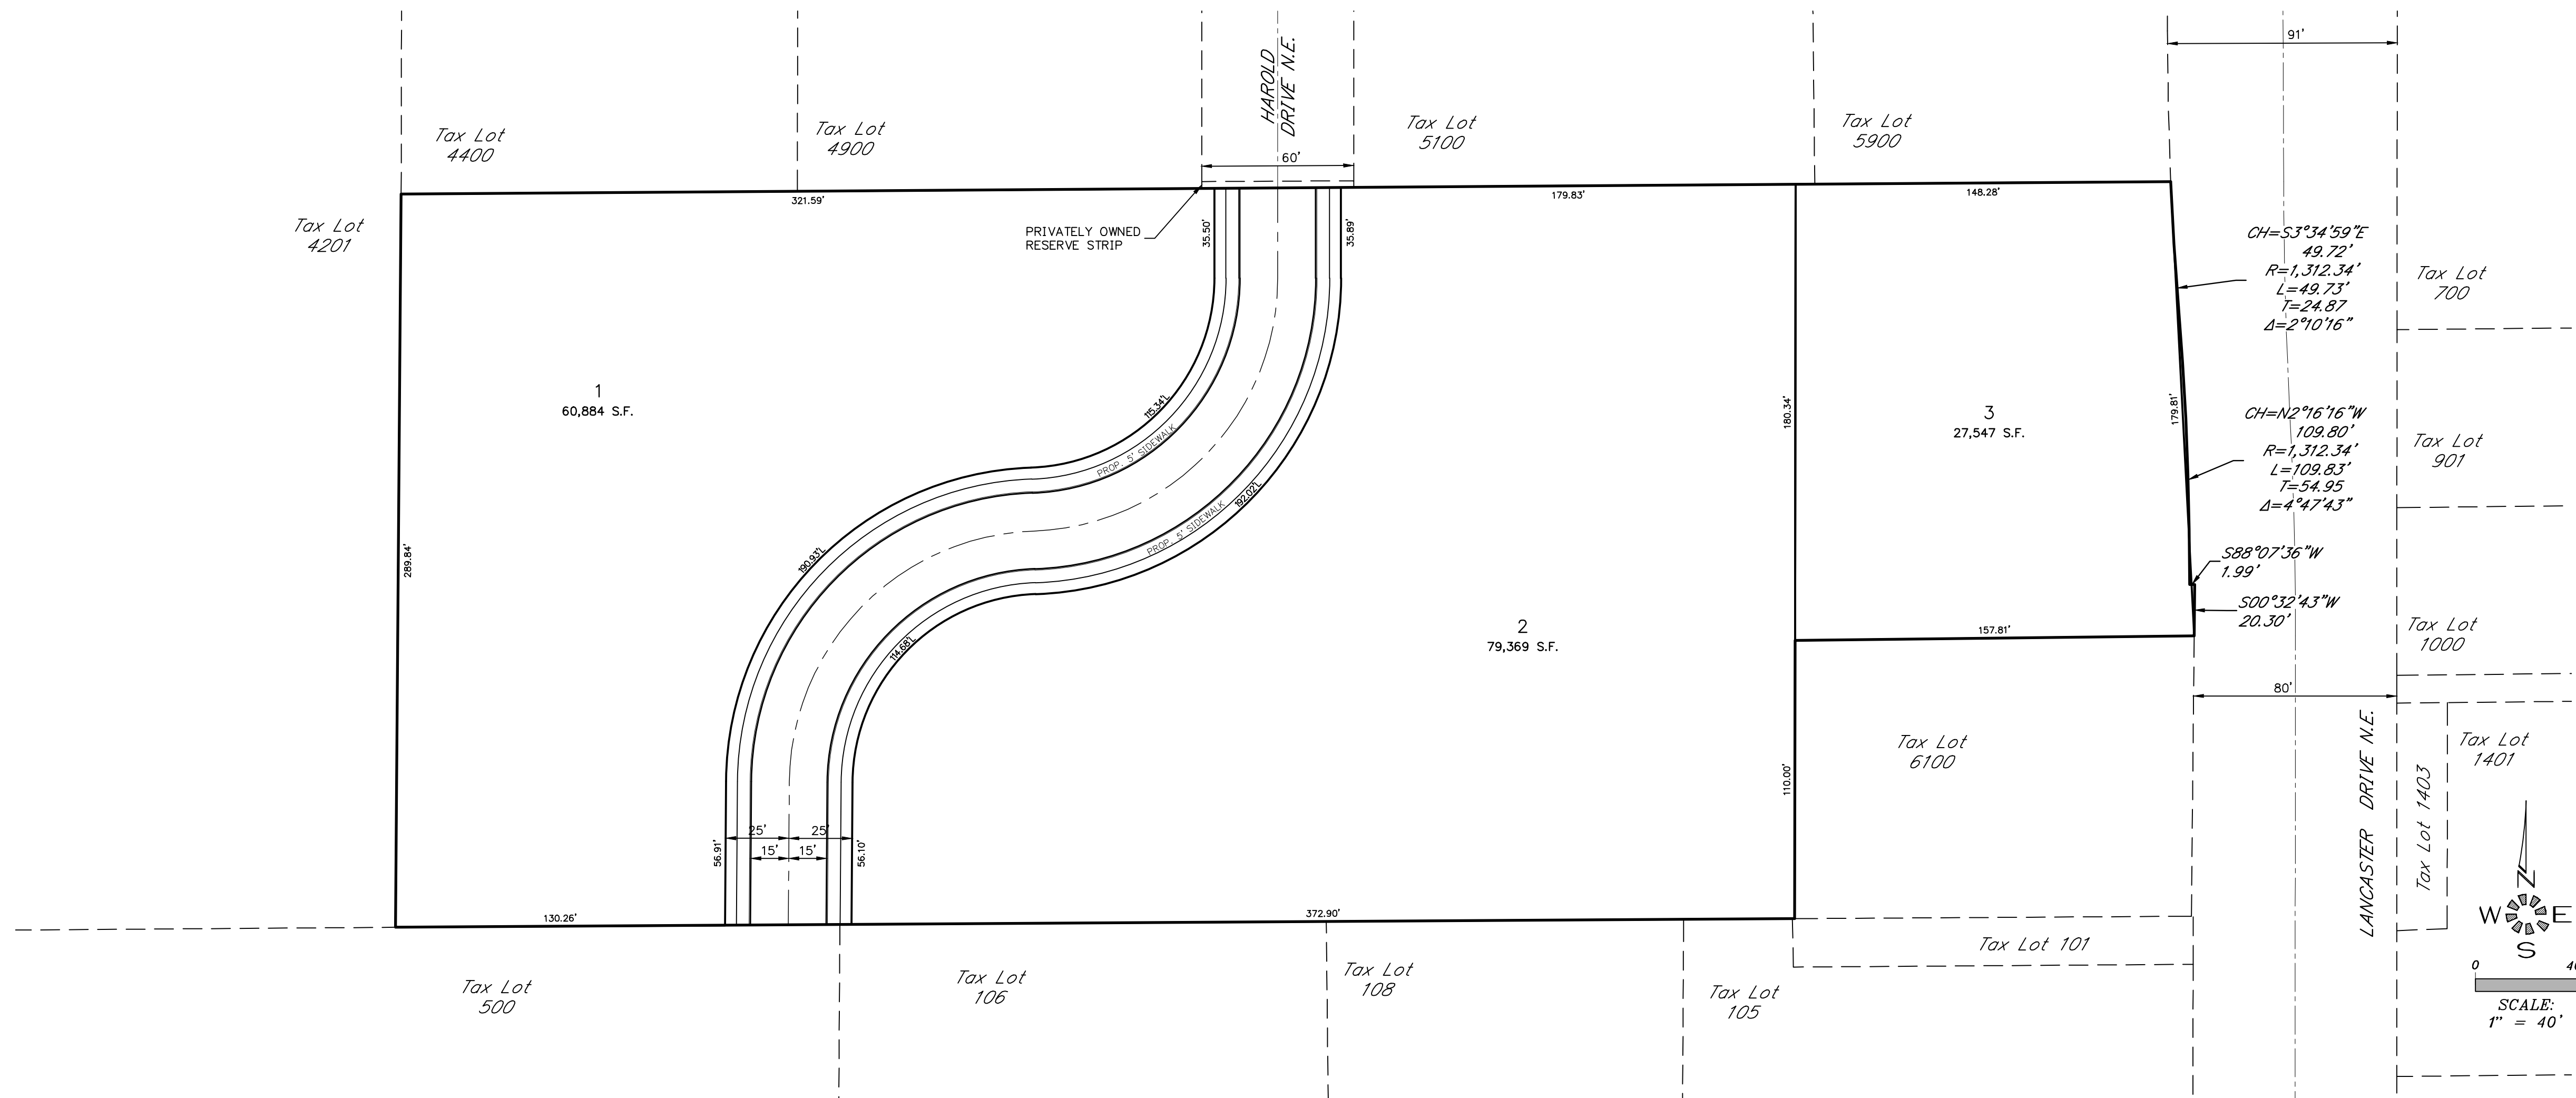 91'
HAROLD
DRIVE N.E.
Tax Lot
4400
Tax Lot
4900
Tax Lot
5100
Tax Lot
5900
60'
321.59'
179.83'
148.28'
Tax Lot
4201
PRIVATELY OWNED
RESERVE STRIP
35.50'
35.89'
CH=S3°34'59"E
49.72'
R=1,312.34'
L=49.73'
T=24.87
Δ=2°10'16"
Tax Lot
700
1
60,884 S.F.
115.34'L
PROP. 5' SIDEWALK
180.34'
3
27,547 S.F.
179.81'
CH=N2°16'16"W
109.80'
R=1,312.34'
L=109.83'
T=54.95
Δ=4°47'43"
Tax Lot
901
192.02'L
PROP. 5' SIDEWALK
289.84'
190.93'L
S88°07'36"W
1.99'
S00°32'43"W
20.30'
114.68'L
2
79,369 S.F.
157.81'
Tax Lot
1000
80'
Tax Lot
6100
110.00'
LANCASTER DRIVE N.E.
Tax Lot 1403
Tax Lot
1401
25'
25'
15'
15'
56.91'
56.10'
130.26'
372.90'
Tax Lot 101
N
W
E
S
Tax Lot
500
Tax Lot
106
Tax Lot
108
Tax Lot
105
0
SCALE:
1" = 40'